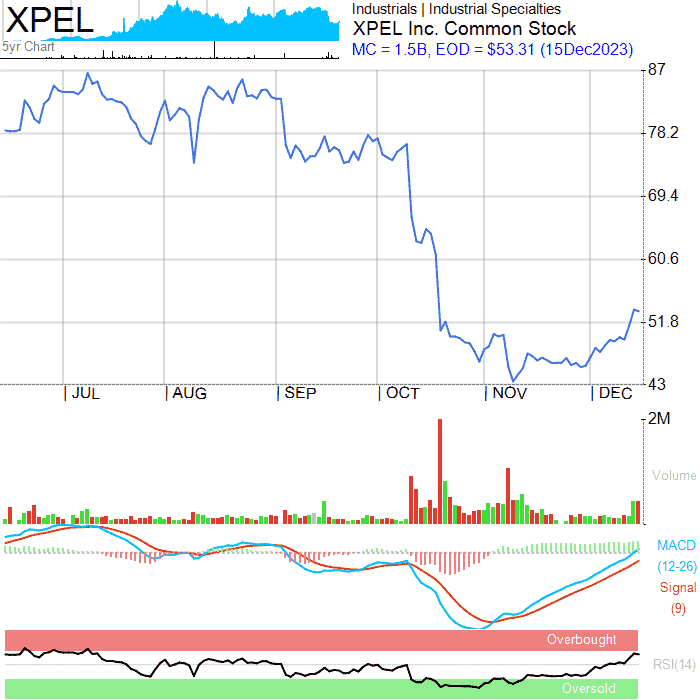 XPEL
5yr Chart
Industrials | Industrial Specialties
XPEL Inc. Common Stock
MC = 1.5B, EOD = $53.31 (15Dec2023)
87
78.2
69.4
60.6
51.8
43
| JUL | AUG | SEP | OCT | NOV | DEC
2M
Volume
MACD
(12-26)
Signal
(9)
Overbought
RSI(14)
Oversold